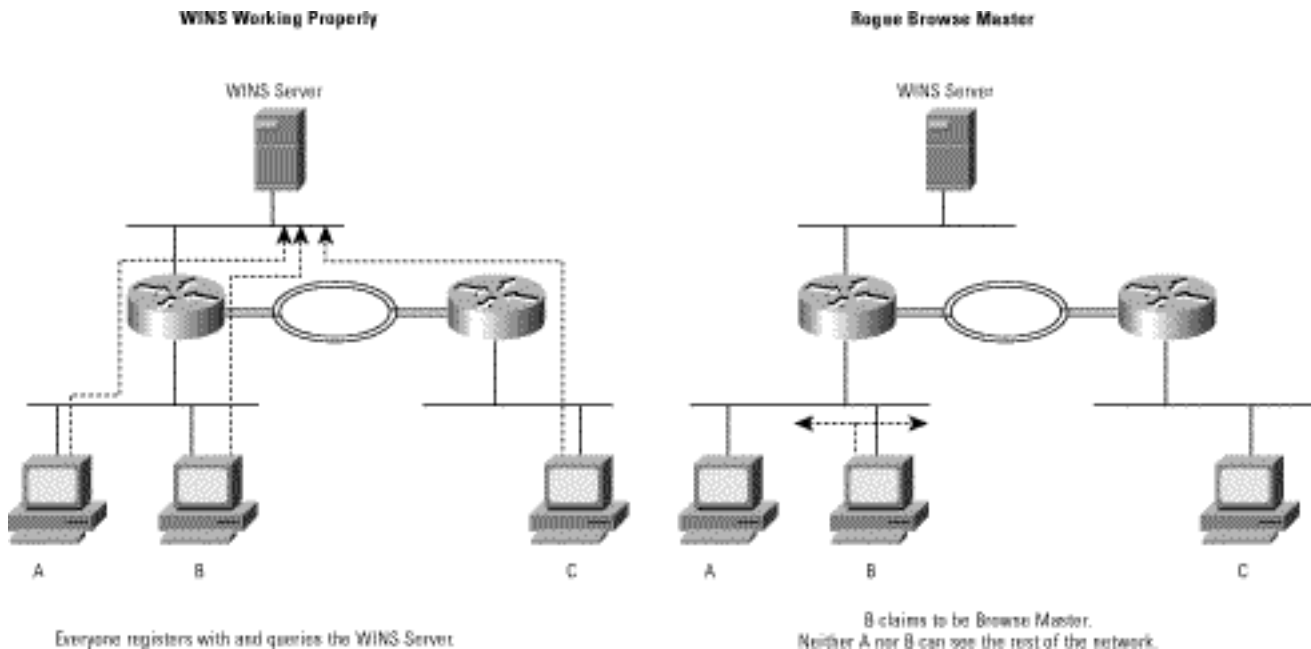 WINS Working Properly
WINS Server
A
B
C
Everyone registers with and queries the WINS Server.
Rogue Browse Master
WINS Server
A
B
C
B claims to be Browse Master.
Neither A nor B can see the rest of the network.